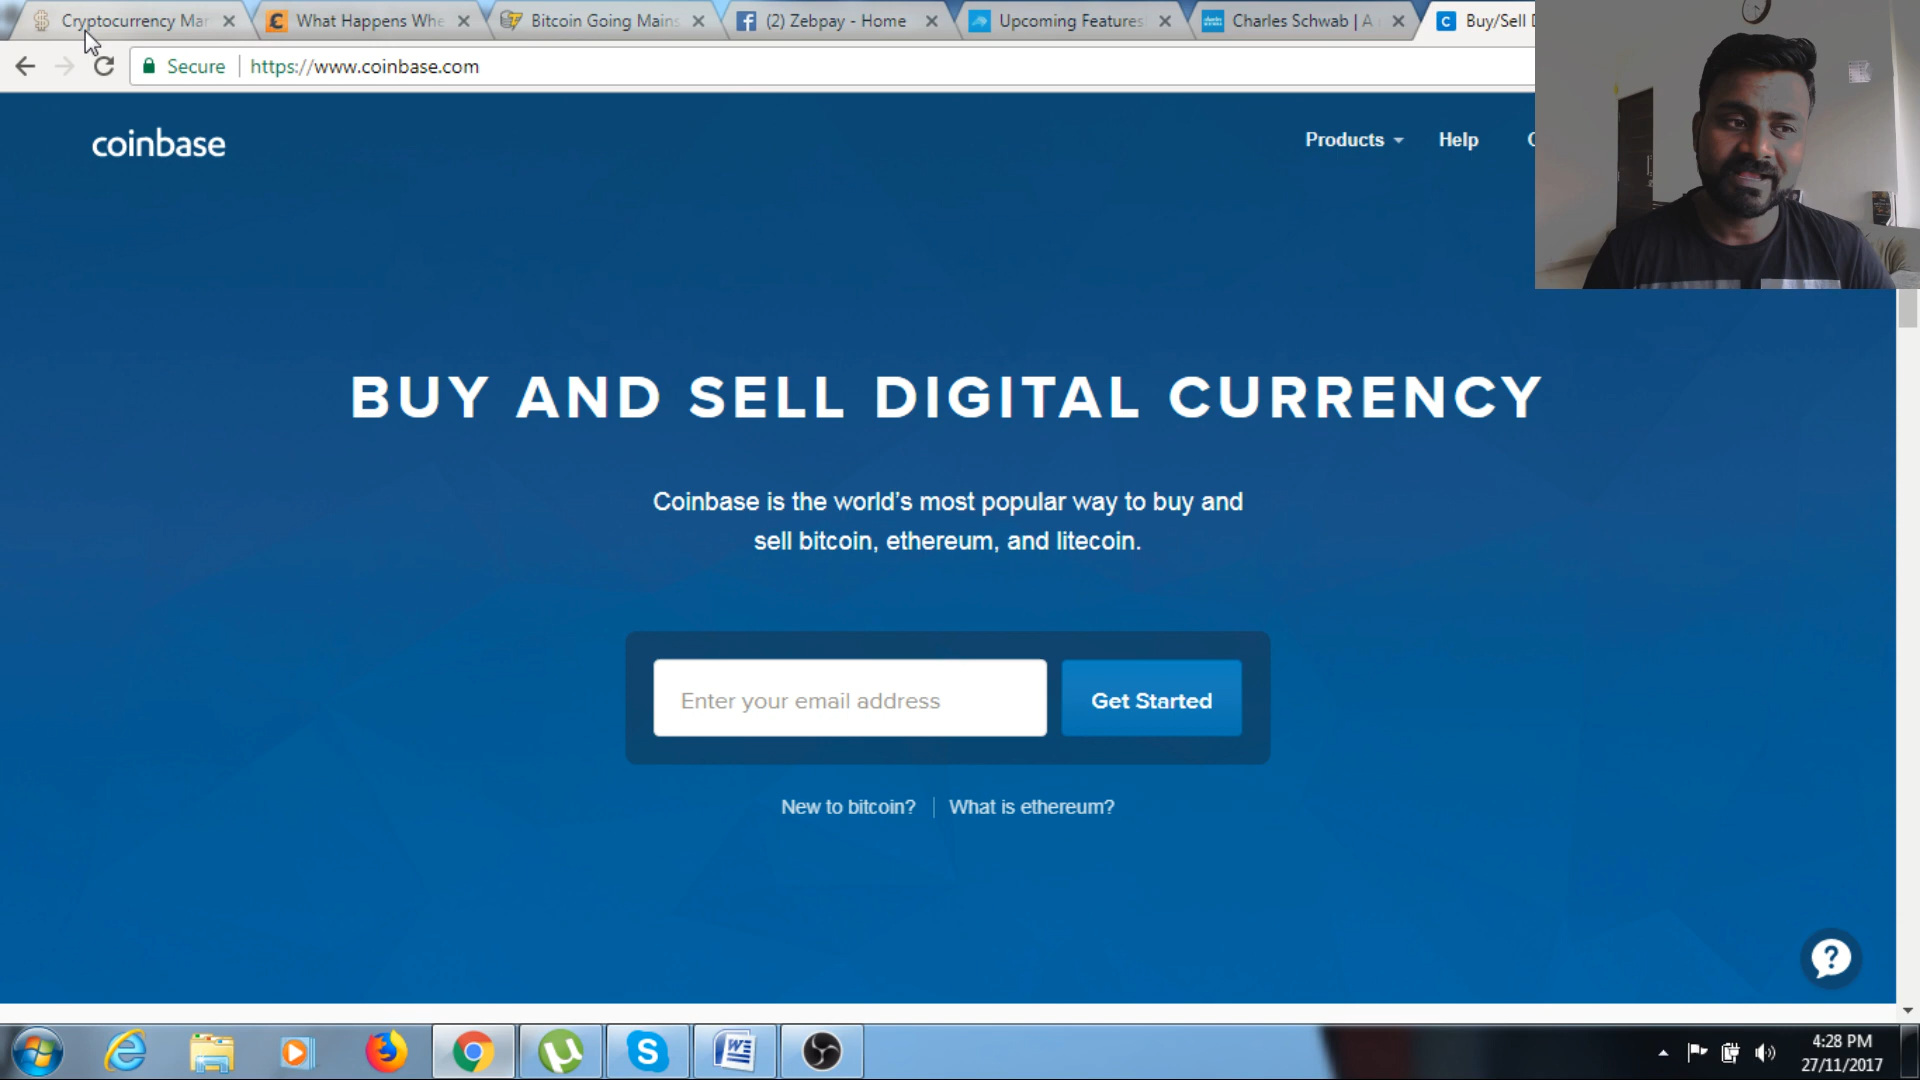 Cryptocurrency Mar
What Happens Whe
Bitcoin Going Mains
(2) Zebpay - Home
Upcoming Features
Charles Schwab | A
Buy/Sell
Secure
https://www.coinbase.com
coinbase
Products
Help
BUY AND SELL DIGITAL CURRENCY
Coinbase is the world's most popular way to buy and
sell bitcoin, ethereum, and litecoin.
Enter your email address
Get Started
New to bitcoin?
What is ethereum?
4:28 PM
27/11/2017